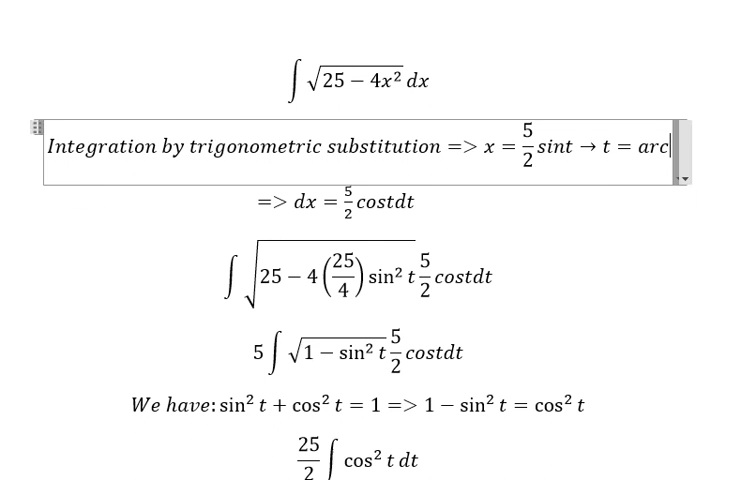 ∫ √(25 − 4x²) dx
Integration by trigonometric substitution => x = 5/2 sint → t = arc
=> dx = 5/2 costdt
∫ √(25 − 4(25/4) sin² t) 5/2 costdt
5 ∫ √(1 − sin² t) 5/2 costdt
We have: sin² t + cos² t = 1 => 1 − sin² t = cos² t
25/2 ∫ cos² t dt